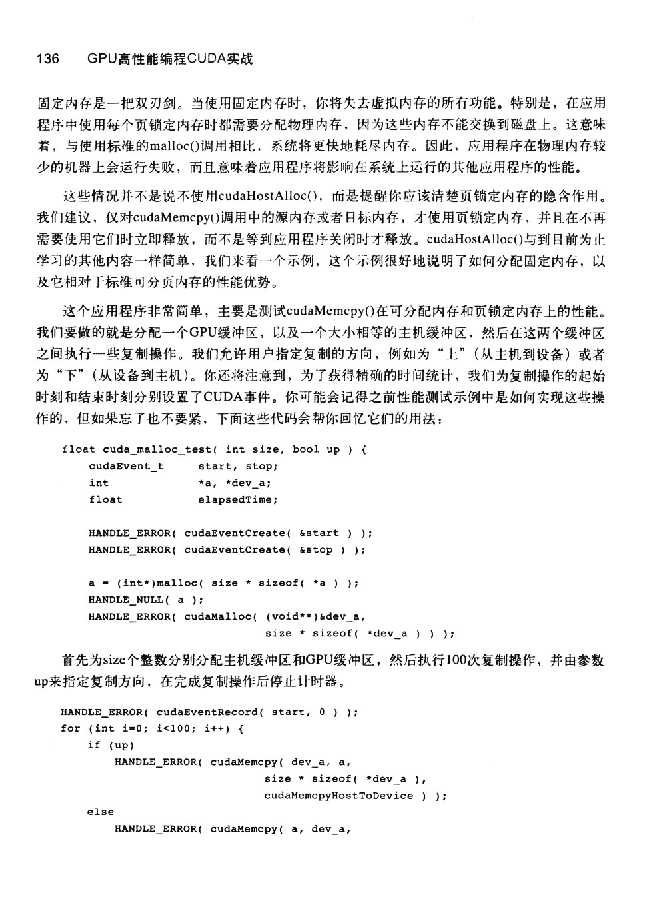 136 GPU高性能编程CUDA实战
固定内存是一把双刃剑。当使用固定内存时，你将失去虚拟内存的所有功能。特别是，在应用
程序中使用每个页锁定内存时都需要分配物理内存，因为这些内存不能交换到磁盘上。这意味
着，与使用标准的malloc()调用相比，系统将更快地耗尽内存。因此，应用程序在物理内存较
少的机器上会运行失败，而且意味着应用程序将影响在系统上运行的其他应用程序的性能。
这些情况并不是说不使用cudaHostAlloc()，而是提醒你应该清楚页锁定内存的隐含作用。
我们建议，仅对cudaMemcpy()调用中的源内存或者目标内存，才使用页锁定内存，并且在不再
需要使用它们时立即释放，而不是等到应用程序关闭时才释放。cudaHostAlloc()与到目前为止
学习的其他内容一样简单，我们来看一个示例，这个示例很好地说明了如何分配固定内存，以
及它相对于标准可分页内存的性能优势。
这个应用程序非常简单，主要是测试cudaMemcpy()在可分配内存和页锁定内存上的性能。
我们要做的就是分配一个GPU缓冲区，以及一个大小相等的主机缓冲区，然后在这两个缓冲区
之间执行一些复制操作。我们允许用户指定复制的方向，例如为“上”（从主机到设备）或者
为“下”（从设备到主机）。你还将注意到，为了获得精确的时间统计，我们为复制操作的起始
时刻和结束时刻分别设置了CUDA事件。你可能会记得之前性能测试示例中是如何实现这些操
作的，但如果忘了也不要紧，下面这些代码会帮你回忆它们的用法：
float cuda_malloc_test( int size, bool up ) {
cudaEvent_t start, stop;
int *a, *dev_a;
float elapsedTime;
HANDLE_ERROR( cudaEventCreate( &start ) );
HANDLE_ERROR( cudaEventCreate( &stop ) );
a = (int*)malloc( size * sizeof( *a ) );
HANDLE_NULL( a );
HANDLE_ERROR( cudaMalloc( (void**)&dev_a,
size * sizeof( *dev_a ) ) );
首先为size个整数分别分配主机缓冲区和GPU缓冲区，然后执行100次复制操作，并由参数
up来指定复制方向，在完成复制操作后停止计时器。
HANDLE_ERROR( cudaEventRecord( start, 0 ) );
for (int i=0; i<100; i++) {
if (up)
HANDLE_ERROR( cudaMemcpy( dev_a, a,
size * sizeof( *dev_a ),
cudaMemcpyHostToDevice ) );
else
HANDLE_ERROR( cudaMemcpy( a, dev_a,